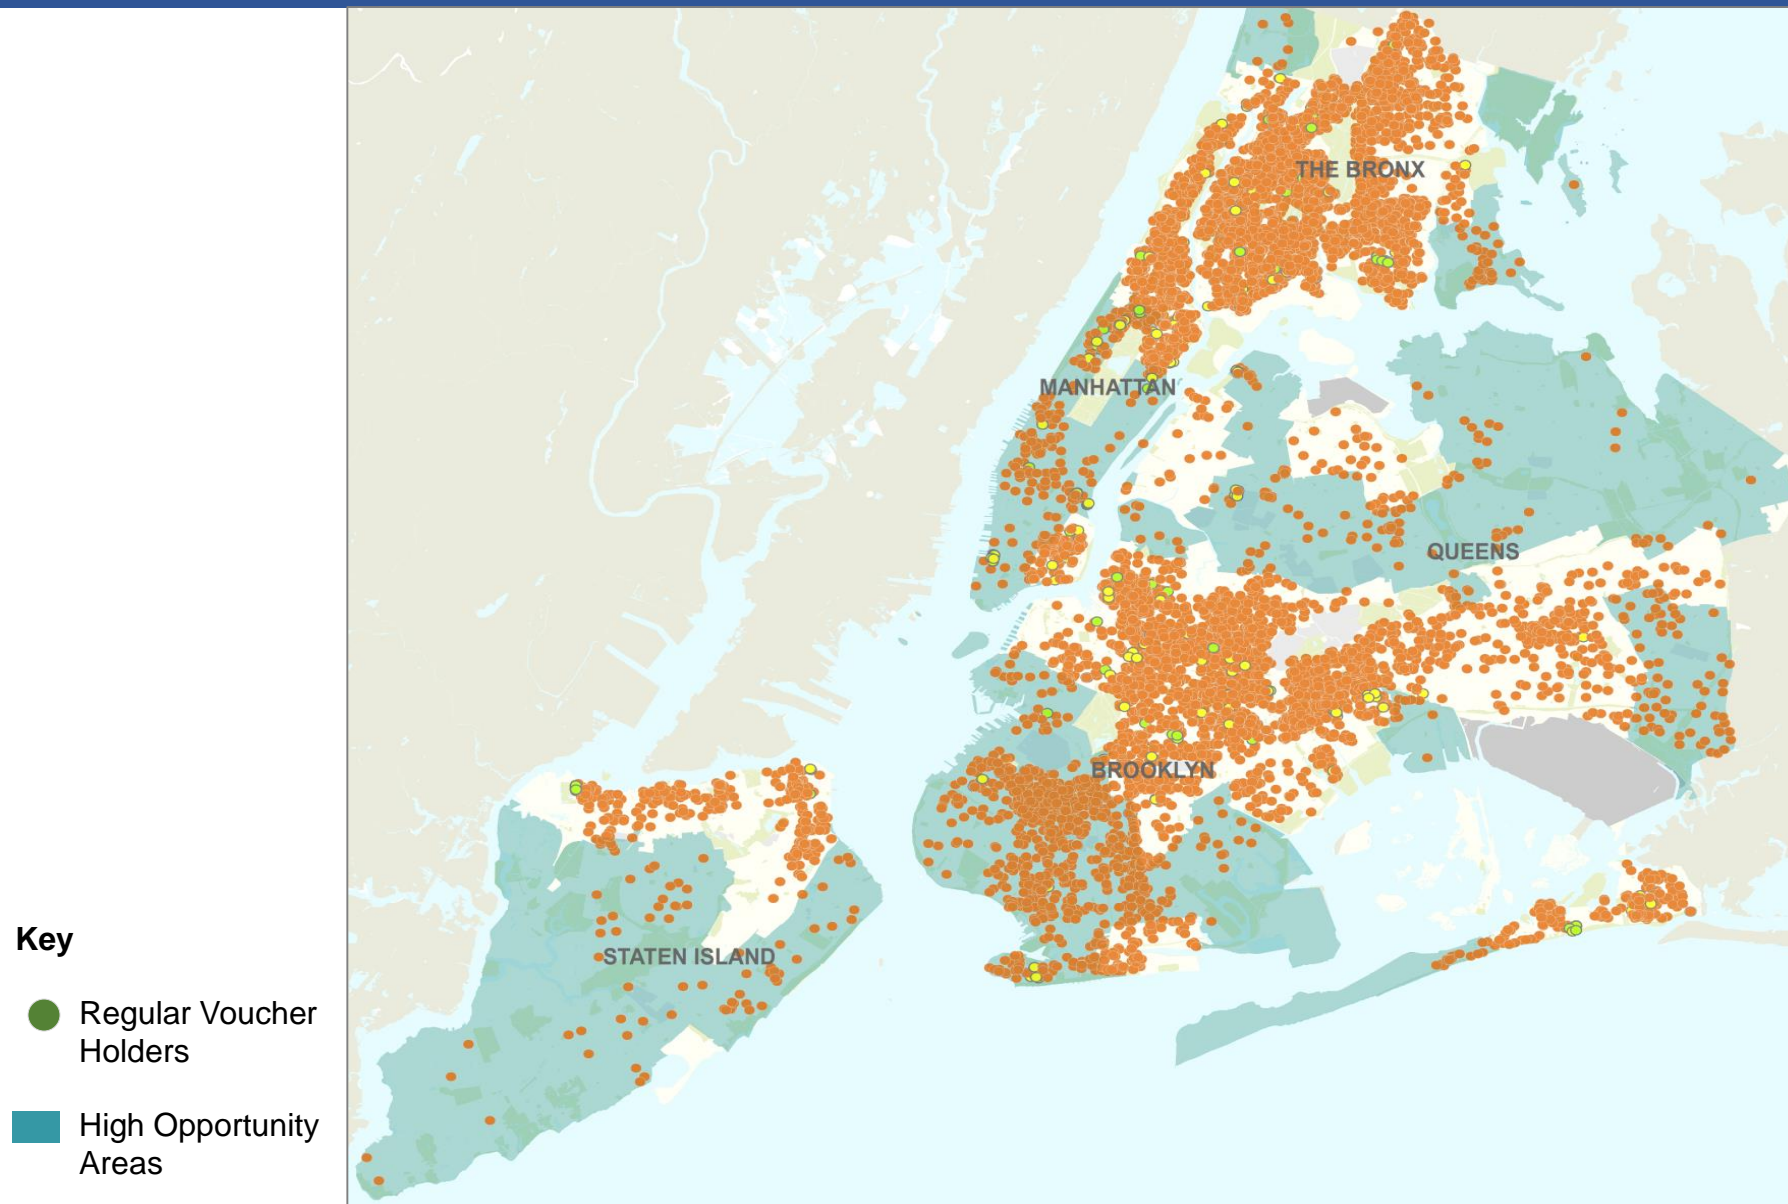 THE BRONX
MANHATTAN
QUEENS
BROOKLYN
STATEN ISLAND
Key
Regular Voucher
Holders
High Opportunity
Areas